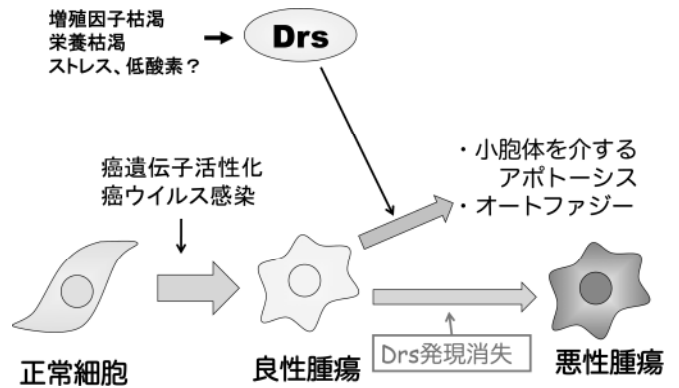 増殖因子枯渇
栄養枯渇
ストレス、低酸素？
Drs
癌遺伝子活性化
癌ウイルス感染
・小胞体を介する
アポトーシス
・オートファジー
Drs発現消失
正常細胞
良性腫瘍
悪性腫瘍